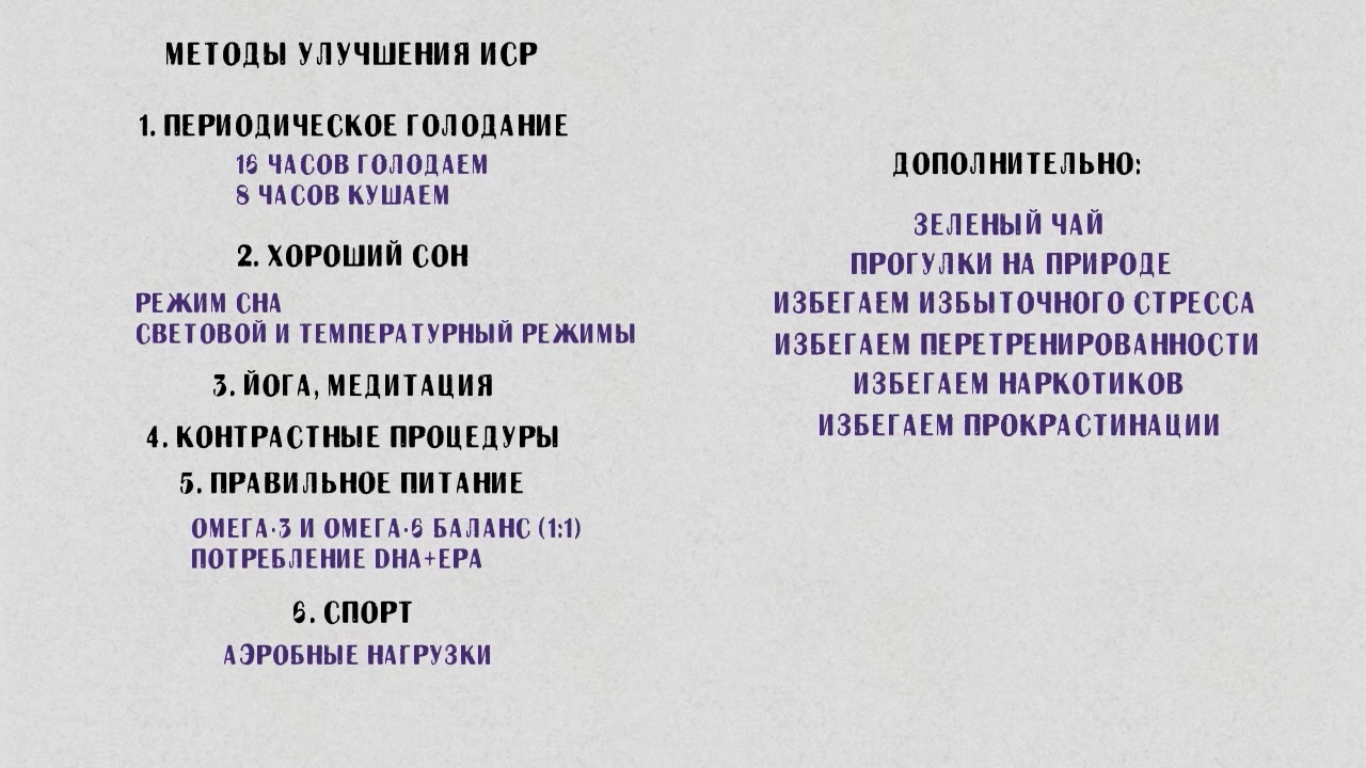 МЕТОДЫ УЛУЧШЕНИЯ ИСР
1. ПЕРИОДИЧЕСКОЕ ГОЛОДАНИЕ
16 ЧАСОВ ГОЛОДАЕМ
8 ЧАСОВ КУШАЕМ
2. ХОРОШИЙ СОН
РЕЖИМ СНА
СВЕТОВОЙ И ТЕМПЕРАТУРНЫЙ РЕЖИМЫ
3. ЙОГА, МЕДИТАЦИЯ
4. КОНТРАСТНЫЕ ПРОЦЕДУРЫ
5. ПРАВИЛЬНОЕ ПИТАНИЕ
ОМЕГА-3 И ОМЕГА-6 БАЛАНС (1:1)
ПОТРЕБЛЕНИЕ DHA+EPA
6. СПОРТ
АЭРОБНЫЕ НАГРУЗКИ
ДОПОЛНИТЕЛЬНО:
ЗЕЛЕНЫЙ ЧАЙ
ПРОГУЛКИ НА ПРИРОДЕ
ИЗБЕГАЕМ ИЗБЫТОЧНОГО СТРЕССА
ИЗБЕГАЕМ ПЕРЕТРЕНИРОВАННОСТИ
ИЗБЕГАЕМ НАРКОТИКОВ
ИЗБЕГАЕМ ПРОКРАСТИНАЦИИ